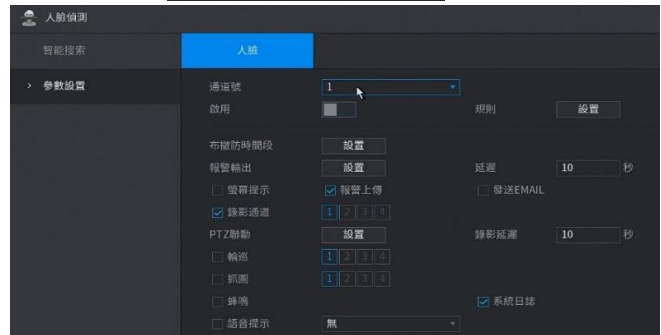 人臉偵測
智能搜索 人臉
參數設置
通道號 1
啟用 規則 設置
布撤防時間段 設置
報警輸出 設置 延遲 10 秒
螢幕提示 報警上傳 發送EMAIL
錄影通道 1 2 3 4
PTZ聯動 設置 錄影延遲 10 秒
輪巡 1 2 3 4
抓圖 1 2 3 4
蜂鳴 系統日誌
語音提示 無